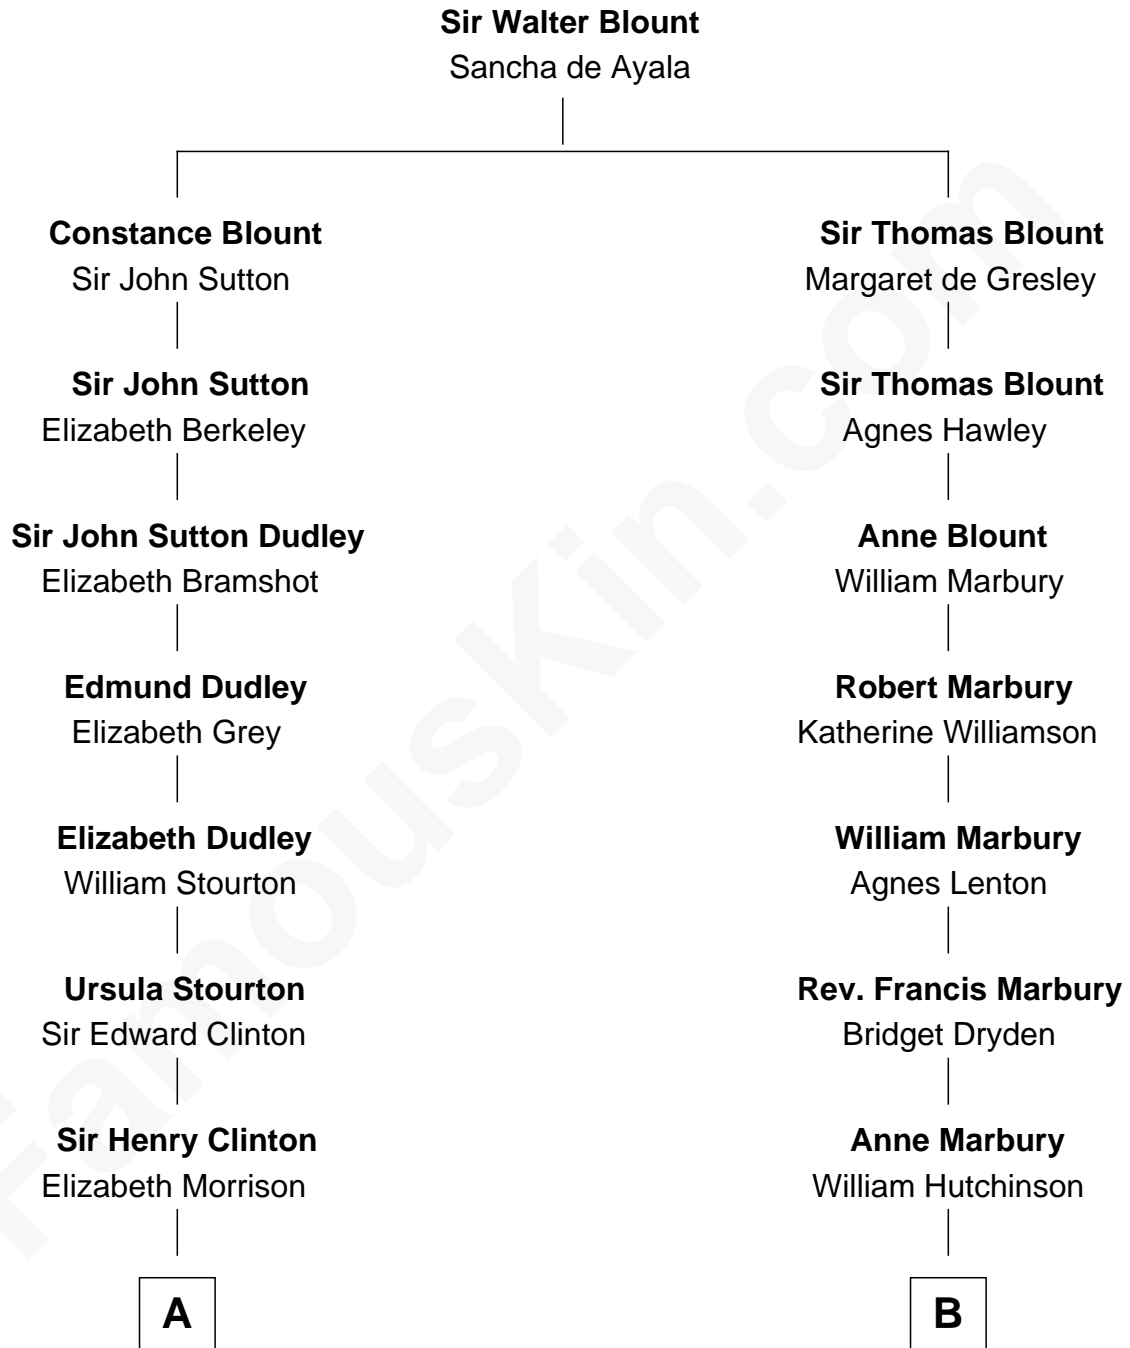 Sir Walter Blount
Sancha de Ayala
Constance Blount
Sir John Sutton
Sir Thomas Blount
Margaret de Gresley
Sir John Sutton
Elizabeth Berkeley
Sir Thomas Blount
Agnes Hawley
Sir John Sutton Dudley
Elizabeth Bramshot
Anne Blount
William Marbury
Edmund Dudley
Elizabeth Grey
Robert Marbury
Katherine Williamson
Elizabeth Dudley
William Stourton
William Marbury
Agnes Lenton
Ursula Stourton
Sir Edward Clinton
Rev. Francis Marbury
Bridget Dryden
Sir Henry Clinton
Elizabeth Morrison
Anne Marbury
William Hutchinson
A
B
FamousKin.com